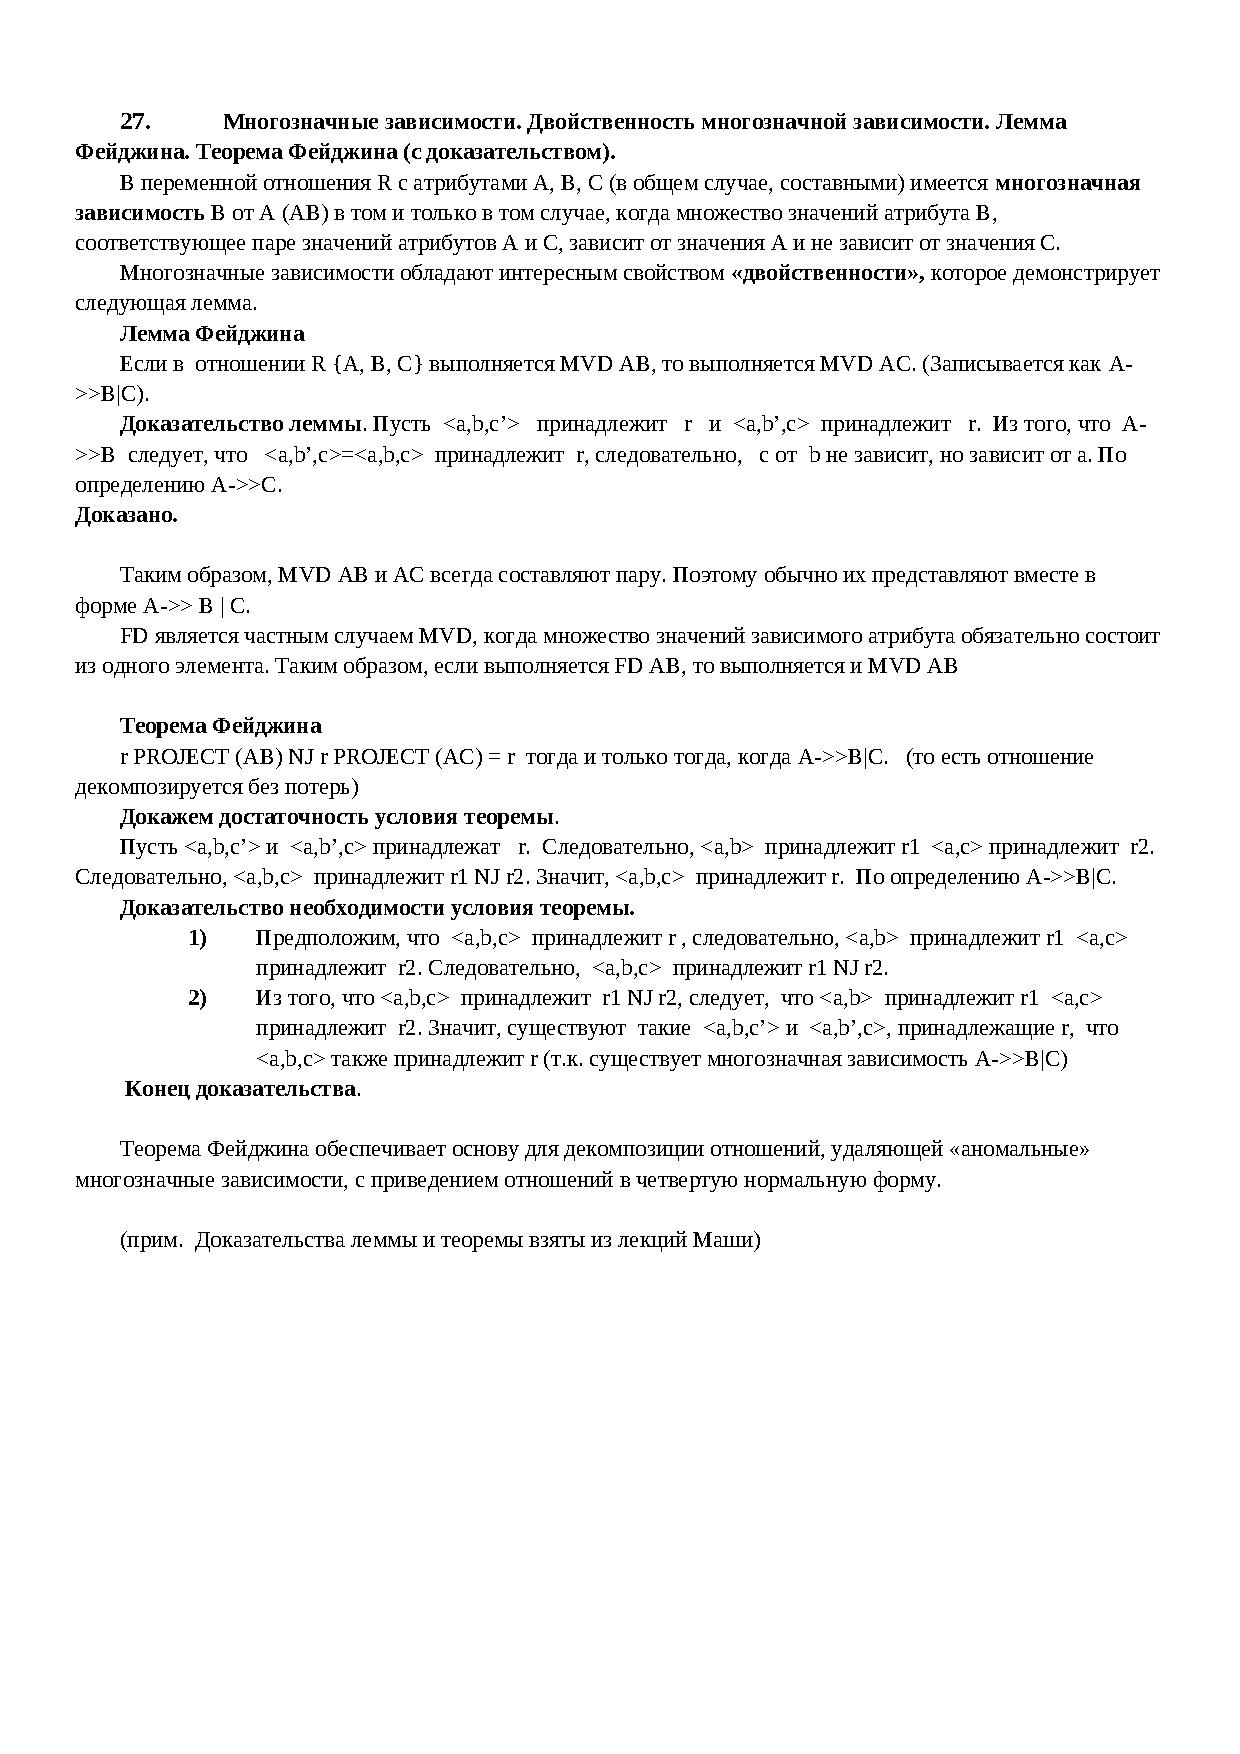 27. Многозначные зависимости. Двойственность многозначной зависимости. Лемма
Фейджина. Теорема Фейджина (с доказательством).
В переменной отношения R с атрибутами A, B, C (в общем случае, составными) имеется многозначная
зависимость B от A (AB) в том и только в том случае, когда множество значений атрибута B,
соответствующее паре значений атрибутов A и C, зависит от значения A и не зависит от значения C.
Многозначные зависимости обладают интересным свойством «двойственности», которое демонстрирует
следующая лемма.
Лемма Фейджина
Если в отношении R {A, B, C} выполняется MVD AB, то выполняется MVD AC. (Записывается как A-
>>B|C).
Доказательство леммы. Пусть <a,b,c’> принадлежит r и <a,b’,c> принадлежит r. Из того, что A-
>>B следует, что <a,b’,c>=<a,b,c> принадлежит r, следовательно, c от b не зависит, но зависит от a. По
определению A->>C.
Доказано.
Таким образом, MVD AB и AC всегда составляют пару. Поэтому обычно их представляют вместе в
форме A->> B | C.
FD является частным случаем MVD, когда множество значений зависимого атрибута обязательно состоит
из одного элемента. Таким образом, если выполняется FD AB, то выполняется и MVD AB
Теорема Фейджина
r PROJECT (AB) NJ r PROJECT (AC) = r тогда и только тогда, когда A->>B|C. (то есть отношение
декомпозируется без потерь)
Докажем достаточность условия теоремы.
Пусть <a,b,c’> и <a,b’,c> принадлежат r. Следовательно, <a,b> принадлежит r1 <a,c> принадлежит r2.
Следовательно, <a,b,c> принадлежит r1 NJ r2. Значит, <a,b,c> принадлежит r. По определению A->>B|C.
Доказательство необходимости условия теоремы.
1) Предположим, что <a,b,c> принадлежит r , следовательно, <a,b> принадлежит r1 <a,c>
принадлежит r2. Следовательно, <a,b,c> принадлежит r1 NJ r2.
2) Из того, что <a,b,c> принадлежит r1 NJ r2, следует, что <a,b> принадлежит r1 <a,c>
принадлежит r2. Значит, существуют такие <a,b,c’> и <a,b’,c>, принадлежащие r, что
<a,b,c> также принадлежит r (т.к. существует многозначная зависимость A->>B|C)
Конец доказательства.
Теорема Фейджина обеспечивает основу для декомпозиции отношений, удаляющей «аномальные»
многозначные зависимости, с приведением отношений в четвертую нормальную форму.
(прим. Доказательства леммы и теоремы взяты из лекций Маши)